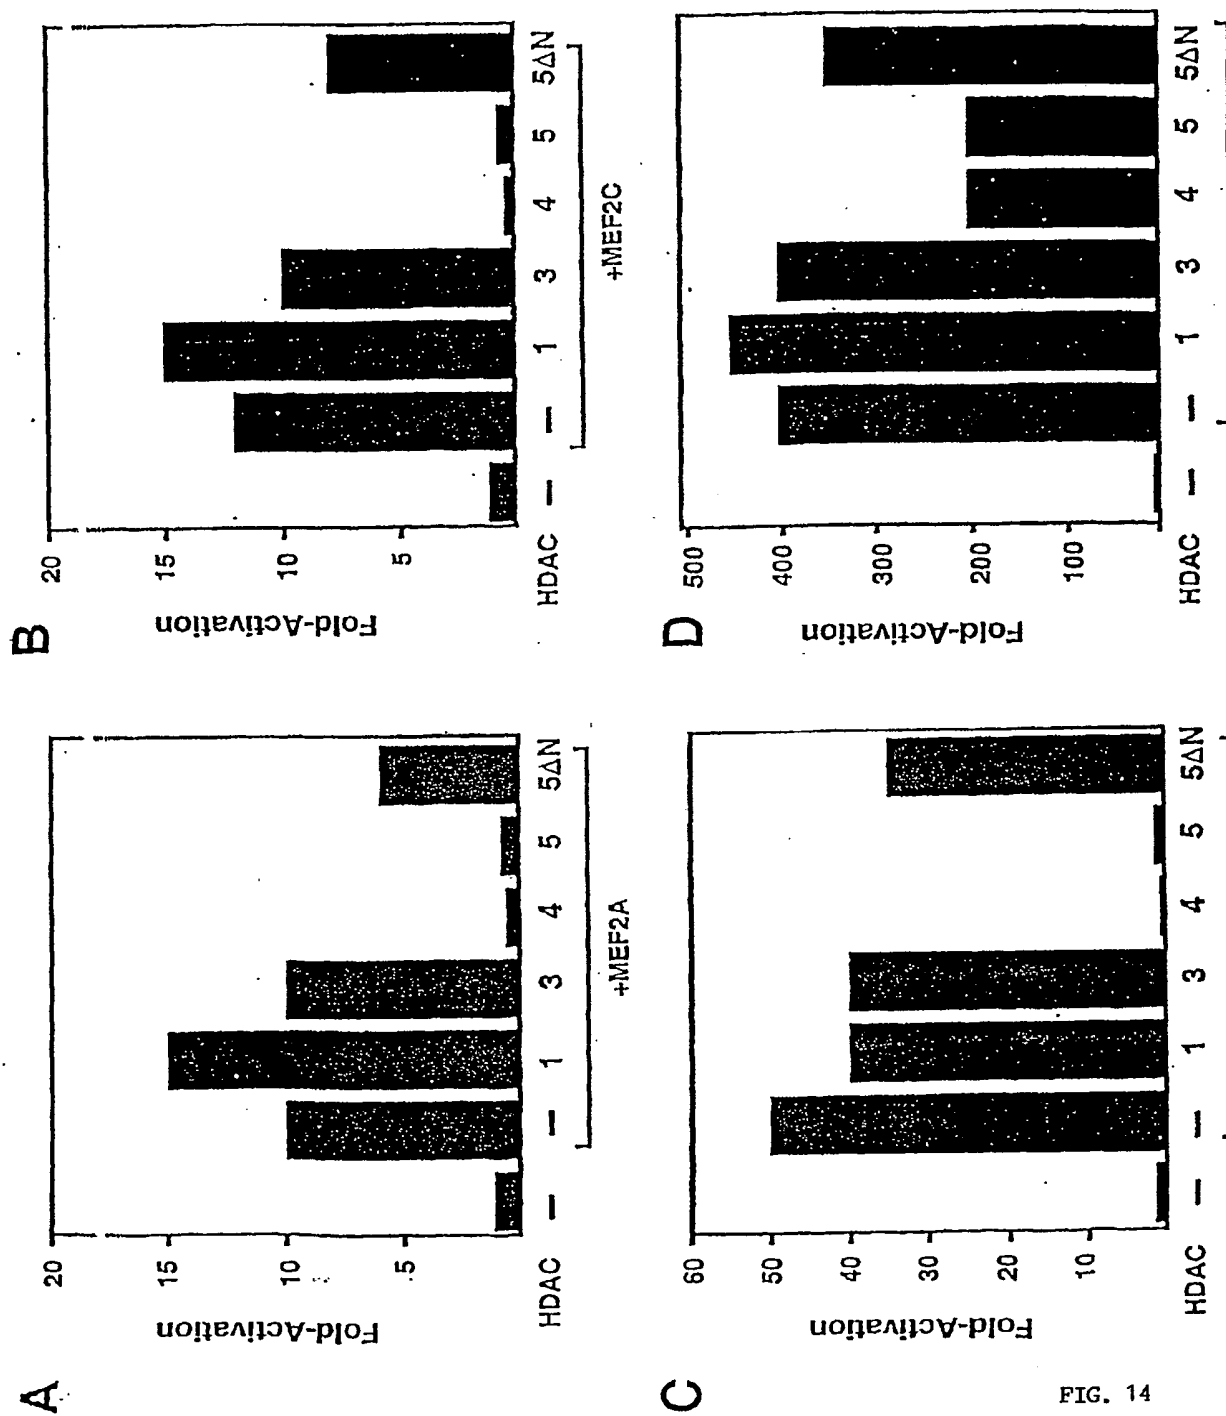 A
Fold-Activation
20
15
10
5
HDAC — — 1 3 4 5 5ΔN
+MEF2A
B
Fold-Activation
20
15
10
5
HDAC — — 1 3 4 5 5ΔN
+MEF2C
C
Fold-Activation
60
50
40
30
20
10
HDAC — — 1 3 4 5 5ΔN
D
Fold-Activation
500
400
300
200
100
HDAC — — 1 3 4 5 5ΔN
FIG. 14